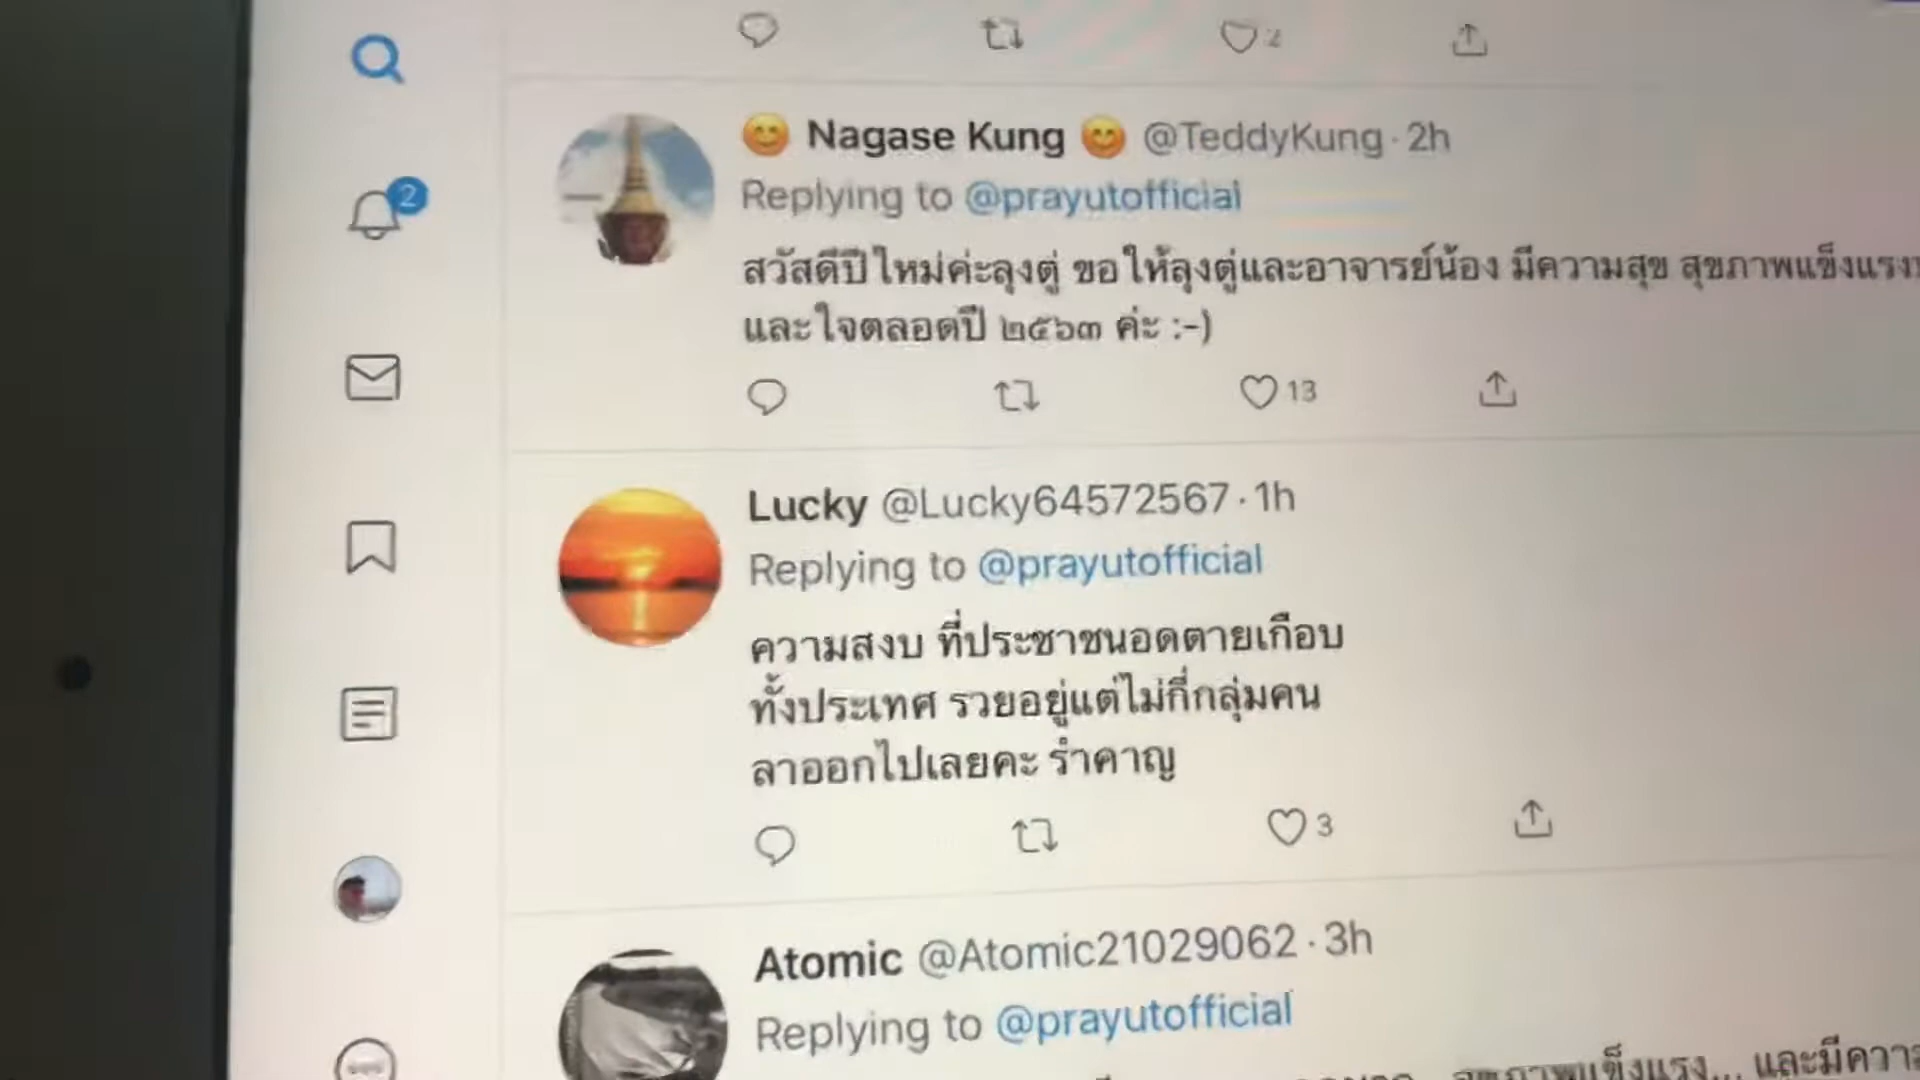 2
2
😊 Nagase Kung 😊 @TeddyKung · 2h
Replying to @prayutofficial
สวัสดีปีใหม่ค่ะลุงตู่ ขอให้ลุงตู่และอาจารย์น้อง มีความสุข สุขภาพแข็งแรง
และใจตลอดปี ๒๕๖๓ ค่ะ :-)
13
Lucky @Lucky64572567 · 1h
Replying to @prayutofficial
ความสงบ ที่ประชาชนอดตายเกือบ
ทั้งประเทศ รวยอยู่แต่ไม่กี่กลุ่มคน
ลาออกไปเลยคะ รำคาญ
3
Atomic @Atomic21029062 · 3h
Replying to @prayutofficial
สุขภาพแข็งแรง... และมีความ